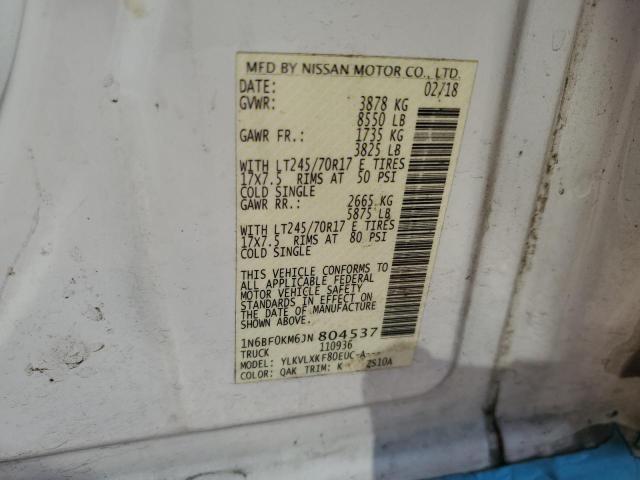 MFD BY NISSAN MOTOR CO., LTD.
DATE: 02/18
GVWR: 3878 KG
8550 LB
GAWR FR.: 1735 KG
3825 LB
WITH LT245/70R17 E TIRES
17X7.5 RIMS AT 50 PSI
COLD SINGLE
GAWR RR.: 2665 KG
5875 LB
WITH LT245/70R17 E TIRES
17X7.5 RIMS AT 80 PSI
COLD SINGLE
THIS VEHICLE CONFORMS TO
ALL APPLICABLE FEDERAL
MOTOR VEHICLE SAFETY
STANDARDS IN EFFECT ON
THE DATE OF MANUFACTURE
SHOWN ABOVE.
1N6BF0KM6JN804537
TRUCK 110936
MODEL: YLKVLXKF80EUC-A---
COLOR: QAK TRIM: K